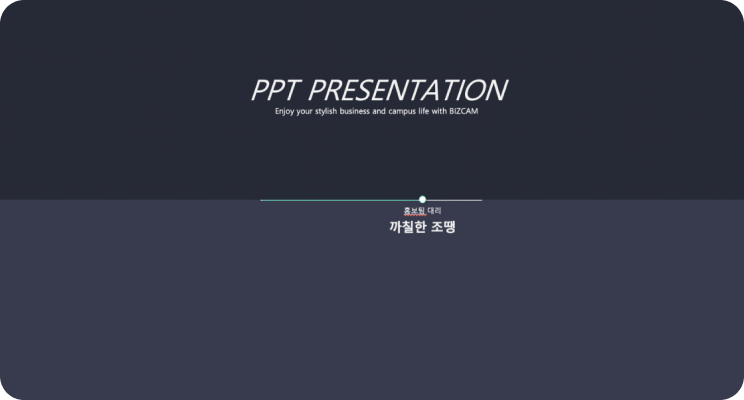 PPT PRESENTATION
Enjoy your stylish business and campus life with BIZCAM
홍보팀 대리
까칠한 조땡